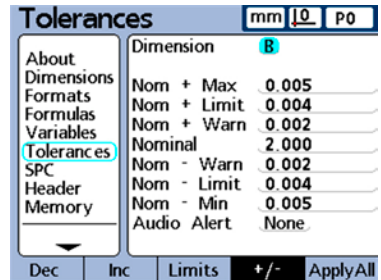 Tolerances mm 10 P0
About
Dimensions
Formats
Formulas
Variables
Tolerances
SPC
Header
Memory
Dimension B
Nom + Max 0.005
Nom + Limit 0.004
Nom + Warn 0.002
Nominal 2.000
Nom - Warn 0.002
Nom - Limit 0.004
Nom - Min 0.005
Audio Alert None
Dec Inc Limits +/- ApplyAll